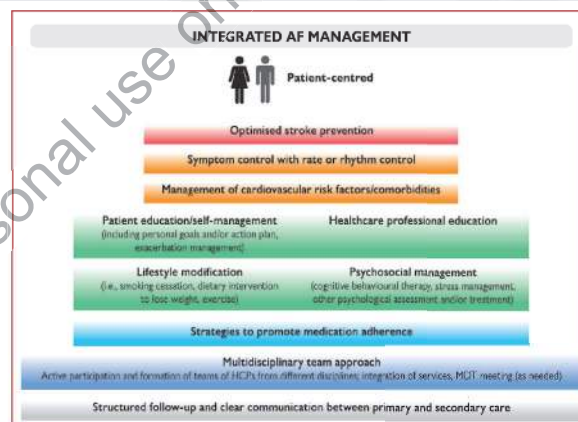 INTEGRATED AF MANAGEMENT
Patient-centred
Optimised stroke prevention
Symptom control with rate or rhythm control
Management of cardiovascular risk factors/comorbidities
Patient education/self-management
(including personal goals and/or action plan,
exacerbation management)
Healthcare professional education
Lifestyle modification
(i.e., smoking cessation, dietary intervention
to lose weight, exercise)
Psychosocial management
(cognitive behavioural therapy, stress management,
other psychological assessment and/or treatment)
Strategies to promote medication adherence
Multidisciplinary team approach
Active participation and formation of teams of HCPs from different disciplines; integration of services, MDT meeting (as needed)
Structured follow-up and clear communication between primary and secondary care
sonal use on